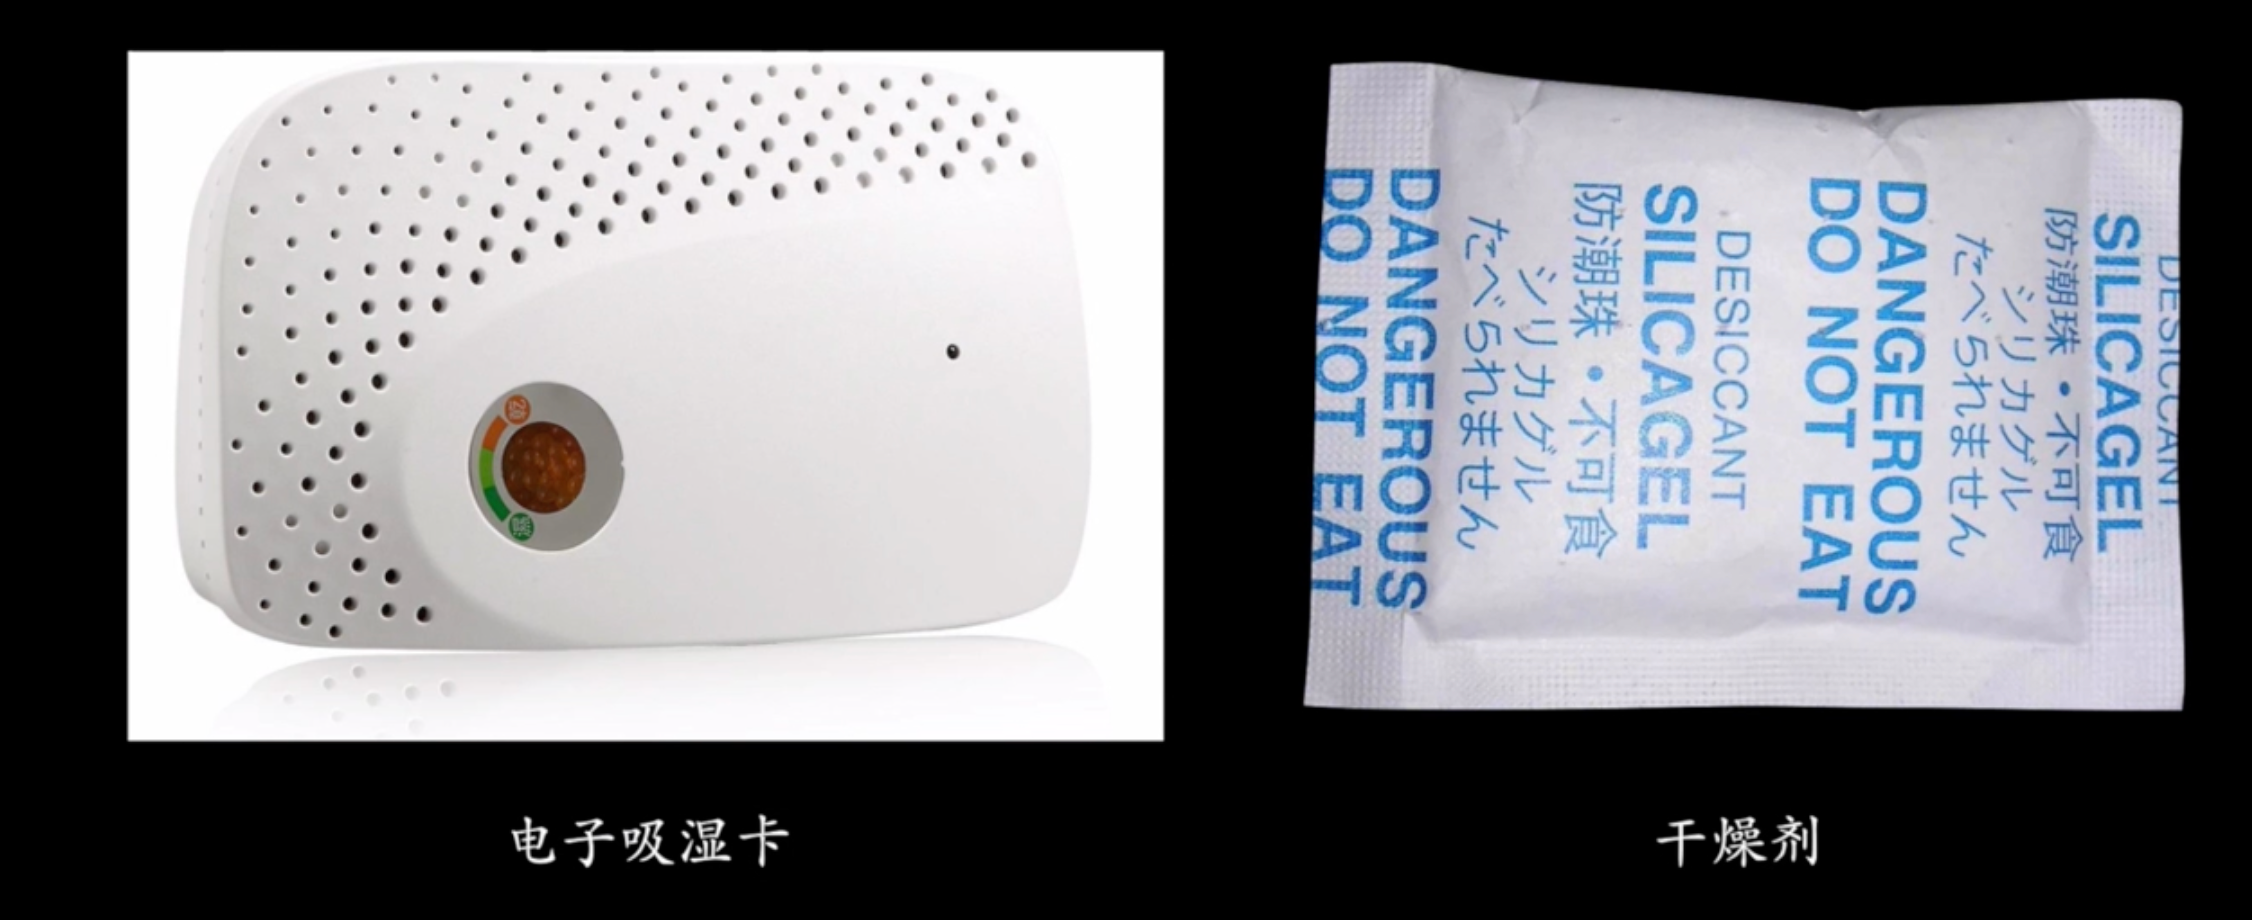 DESICCANT
SILICAGEL
防潮珠・不可食
シリカゲル
たべられません
DANGEROUS
DO NOT EAT
DESICCANT
SILICAGEL
防潮珠・不可食
シリカゲル
たべられません
DANGEROUS
DO NOT EAT
电子吸湿卡
干燥剂